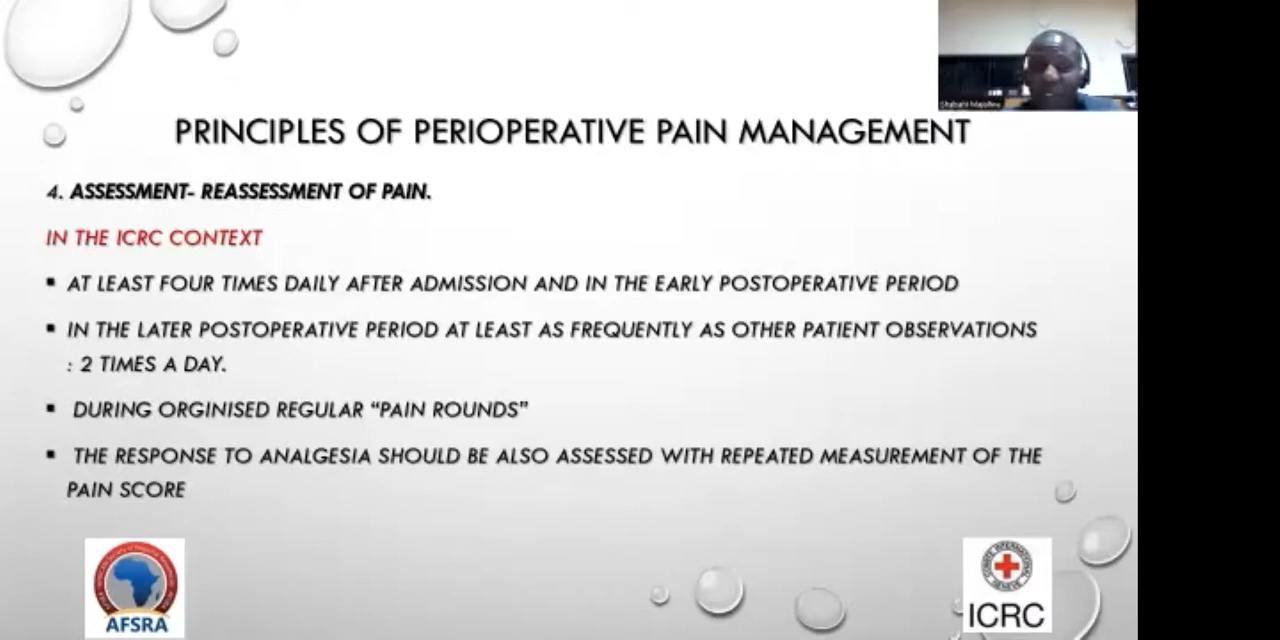 PRINCIPLES OF PERIOPERATIVE PAIN MANAGEMENT
4. ASSESSMENT- REASSESSMENT OF PAIN.
IN THE ICRC CONTEXT
▪ AT LEAST FOUR TIMES DAILY AFTER ADMISSION AND IN THE EARLY POSTOPERATIVE PERIOD
▪ IN THE LATER POSTOPERATIVE PERIOD AT LEAST AS FREQUENTLY AS OTHER PATIENT OBSERVATIONS
: 2 TIMES A DAY.
▪ DURING ORGINISED REGULAR “PAIN ROUNDS”
▪ THE RESPONSE TO ANALGESIA SHOULD BE ALSO ASSESSED WITH REPEATED MEASUREMENT OF THE
PAIN SCORE
AFSRA
COMITE INTERNATIONAL GENEVE
ICRC